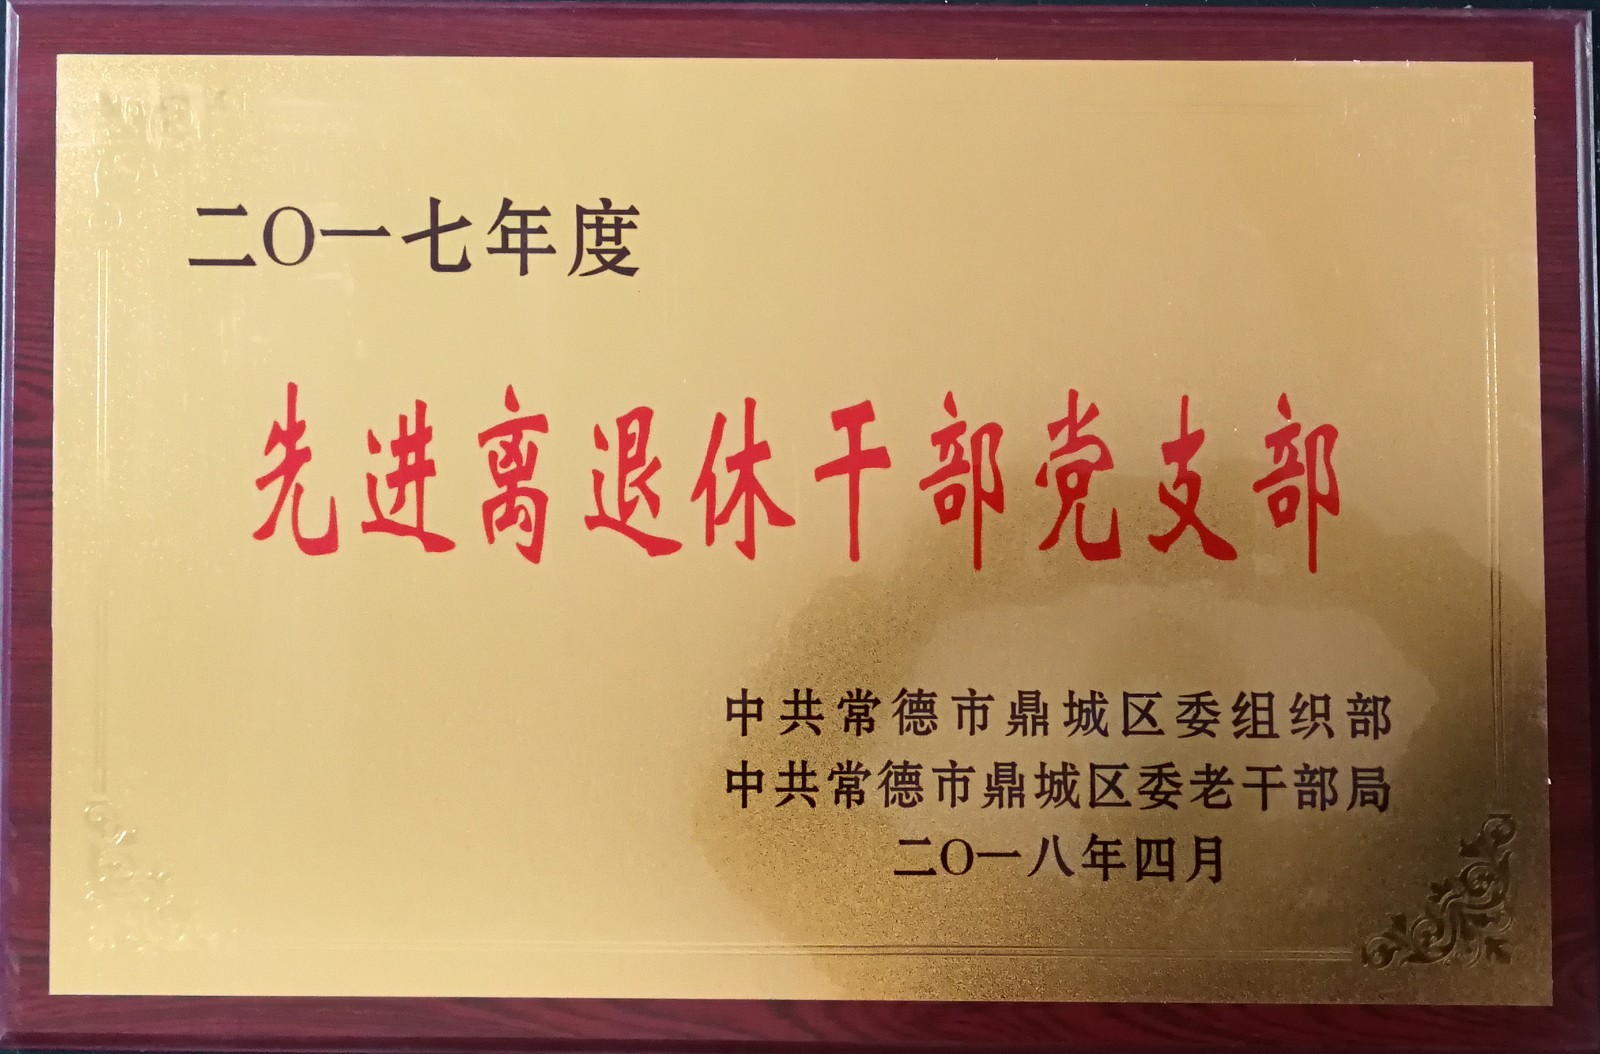 二〇一七年度
先进离退休干部党支部
中共常德市鼎城区委组织部
中共常德市鼎城区委老干部局
二〇一八年四月